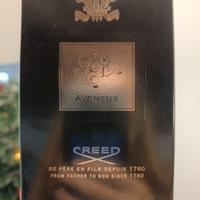 AVENTUS
CREED
DE PÈRE EN FILS DEPUIS 1760
FROM FATHER TO SON SINCE 1760